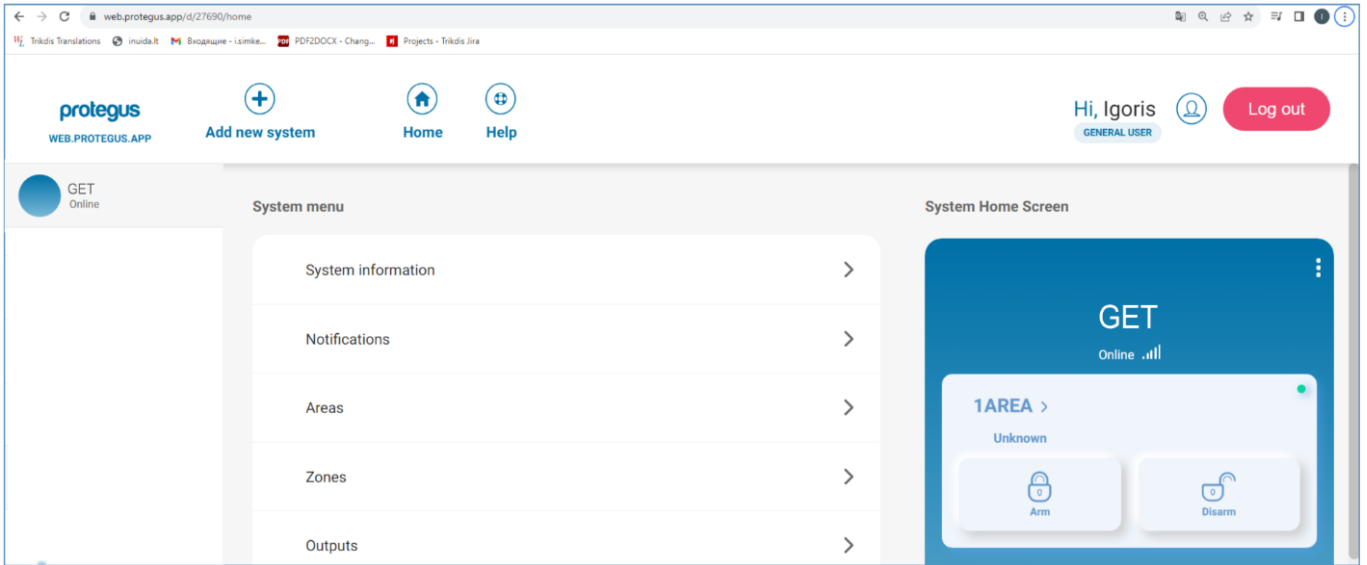 web.protegus.app/d/27690/home
Trikdis Translations
inuida.lt
Входящие - i.simke...
PDF PDF2DOCX - Chang...
Projects - Trikdis Jira
protegus
WEB.PROTEGUS.APP
Add new system
Home
Help
Hi, Igoris
GENERAL USER
Log out
GET
Online
System menu
System information
Notifications
Areas
Zones
Outputs
System Home Screen
GET
Online
1AREA >
Unknown
Arm
Disarm